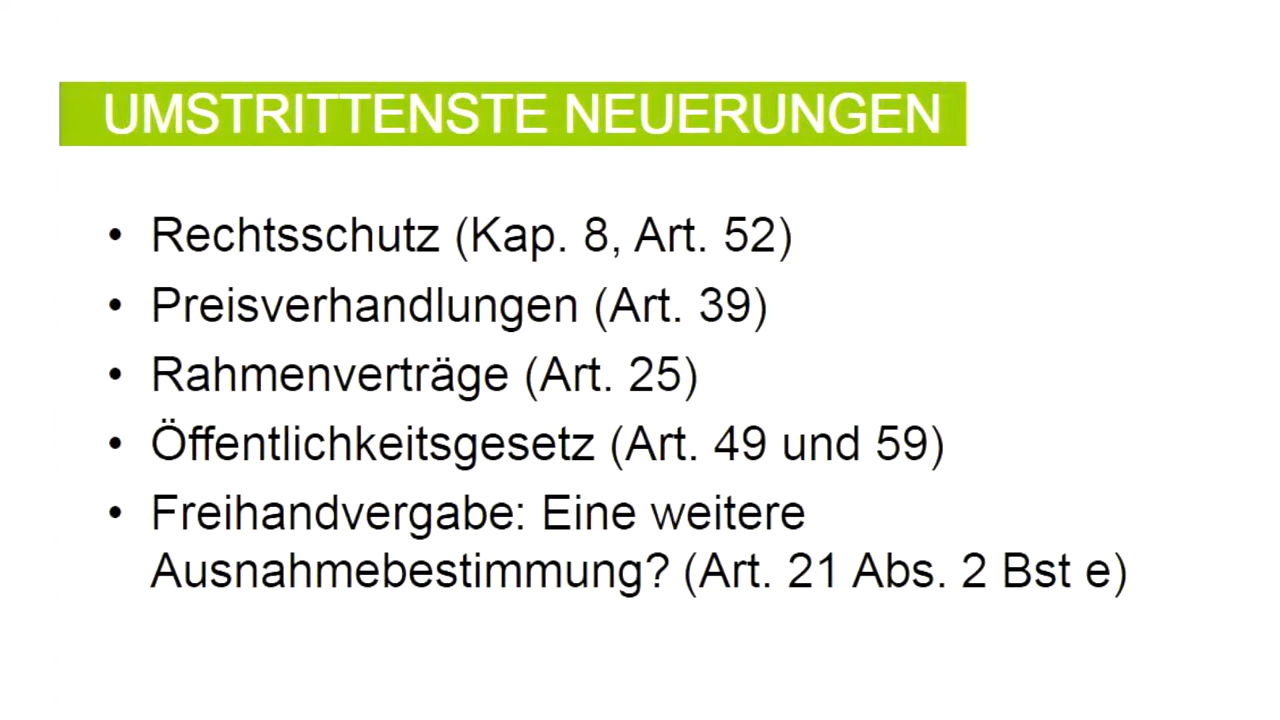 UMSTRITTENSTE NEUERUNGEN
• Rechtsschutz (Kap. 8, Art. 52)
• Preisverhandlungen (Art. 39)
• Rahmenverträge (Art. 25)
• Öffentlichkeitsgesetz (Art. 49 und 59)
• Freihandvergabe: Eine weitere
Ausnahmebestimmung? (Art. 21 Abs. 2 Bst e)